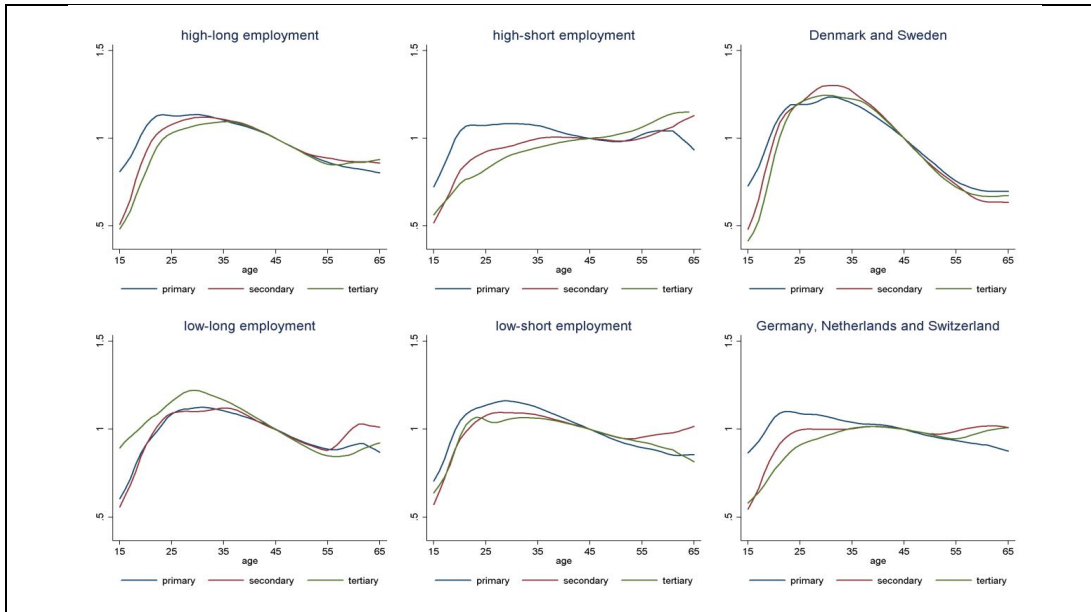 high-long employment
1.5
1
.5
15 25 35 45 55 65
age
primary secondary tertiary
high-short employment
1.5
1
.5
15 25 35 45 55 65
age
primary secondary tertiary
Denmark and Sweden
1.5
1
.5
15 25 35 45 55 65
age
primary secondary tertiary
low-long employment
1.5
1
.5
15 25 35 45 55 65
age
primary secondary tertiary
low-short employment
1.5
1
.5
15 25 35 45 55 65
age
primary secondary tertiary
Germany, Netherlands and Switzerland
1.5
1
.5
15 25 35 45 55 65
age
primary secondary tertiary